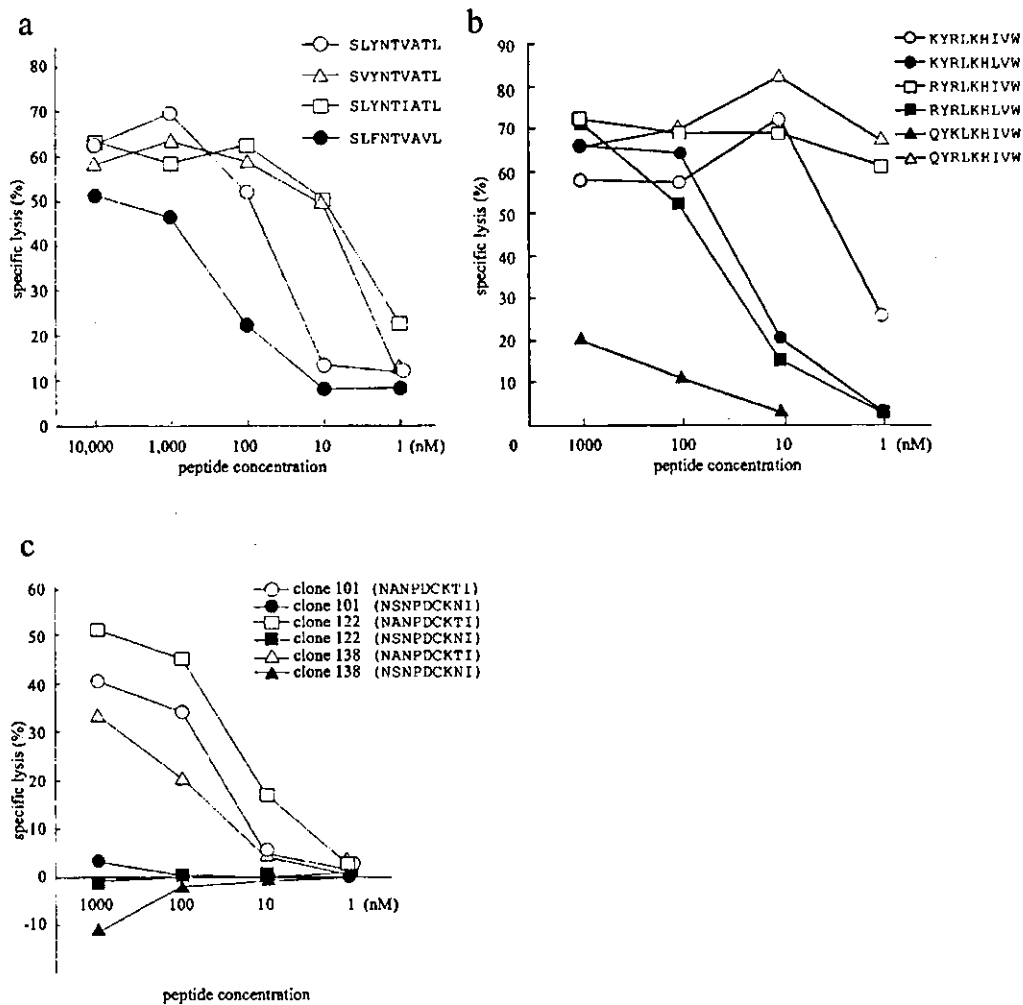 a
SLYNTVATL
SVYNTVATL
SLYNTIATL
SLFNTVAVL
specific lysis (%)
80
70
60
50
40
30
20
10
0
10,000 1,000 100 10 1 (nM)
peptide concentration
b
KYRLKHIVW
KYRLKHLVW
RYRLKHIVW
RYRLKHLVW
QYKLKHIVW
QYRLKHIVW
specific lysis (%)
90
80
70
60
50
40
30
20
10
0 1000 100 10 1 (nM)
peptide concentration
c
clone 101 (NANPDCKTI)
clone 101 (NSNPDCKNI)
clone 122 (NANPDCKTI)
clone 122 (NSNPDCKNI)
clone 138 (NANPDCKTI)
clone 138 (NSNPDCKNI)
specific lysis (%)
60
50
40
30
20
10
0
-10
1000 100 10 1 (nM)
peptide concentration